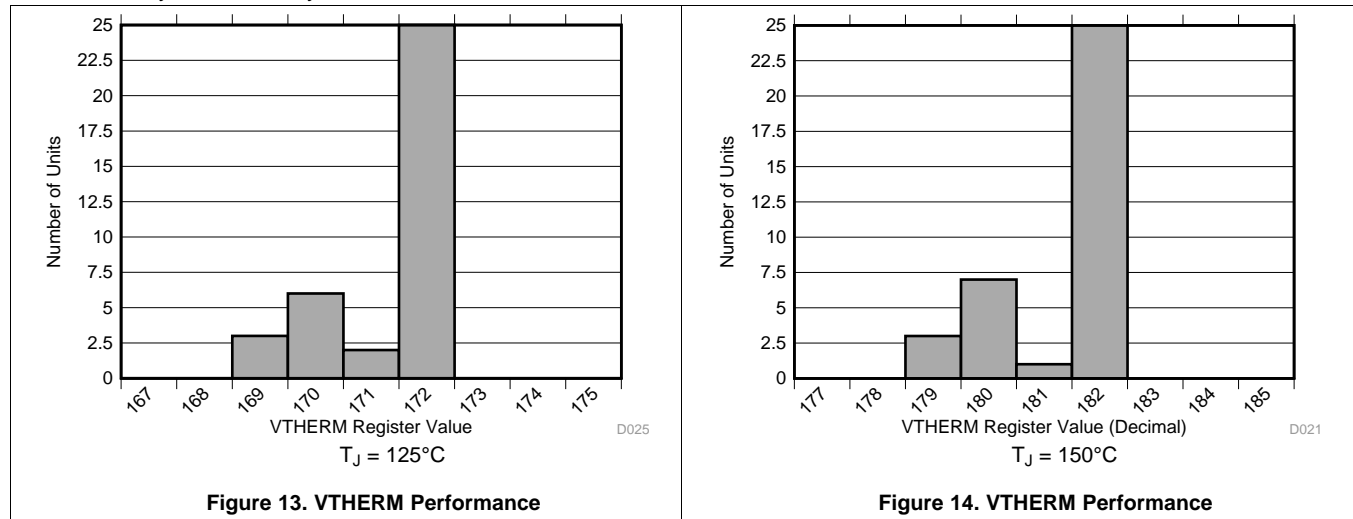 25
22.5
20
17.5
15
12.5
10
7.5
5
2.5
0
Number of Units
167 168 169 170 171 172 173 174 175
VTHERM Register Value
D025
TJ = 125°C
Figure 13. VTHERM Performance
25
22.5
20
17.5
15
12.5
10
7.5
5
2.5
0
Number of Units
177 178 179 180 181 182 183 184 185
VTHERM Register Value (Decimal)
D021
TJ = 150°C
Figure 14. VTHERM Performance